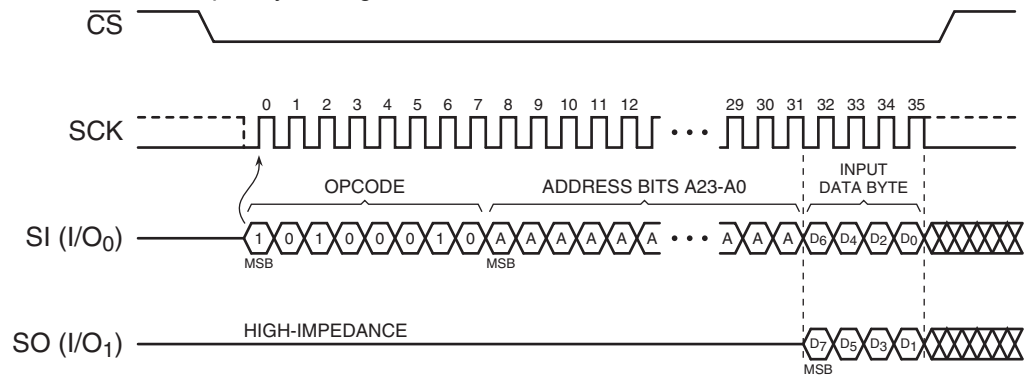 CS
0 1 2 3 4 5 6 7 8 9 10 11 12 29 30 31 32 33 34 35
SCK
OPCODE ADDRESS BITS A23-A0 INPUT
DATA BYTE
SI (I/O0) 1 0 1 0 0 0 1 0 A A A A A A • • • A A A D6 D4 D2 D0
MSB MSB
HIGH-IMPEDANCE
SO (I/O1) D7 D5 D3 D1
MSB